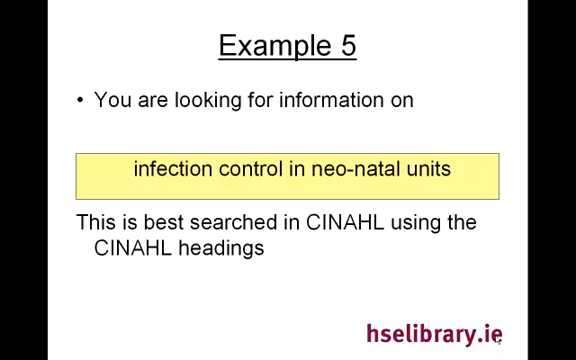 Example 5
• You are looking for information on
infection control in neo-natal units
This is best searched in CINAHL using the
CINAHL headings
hselibrary.ie